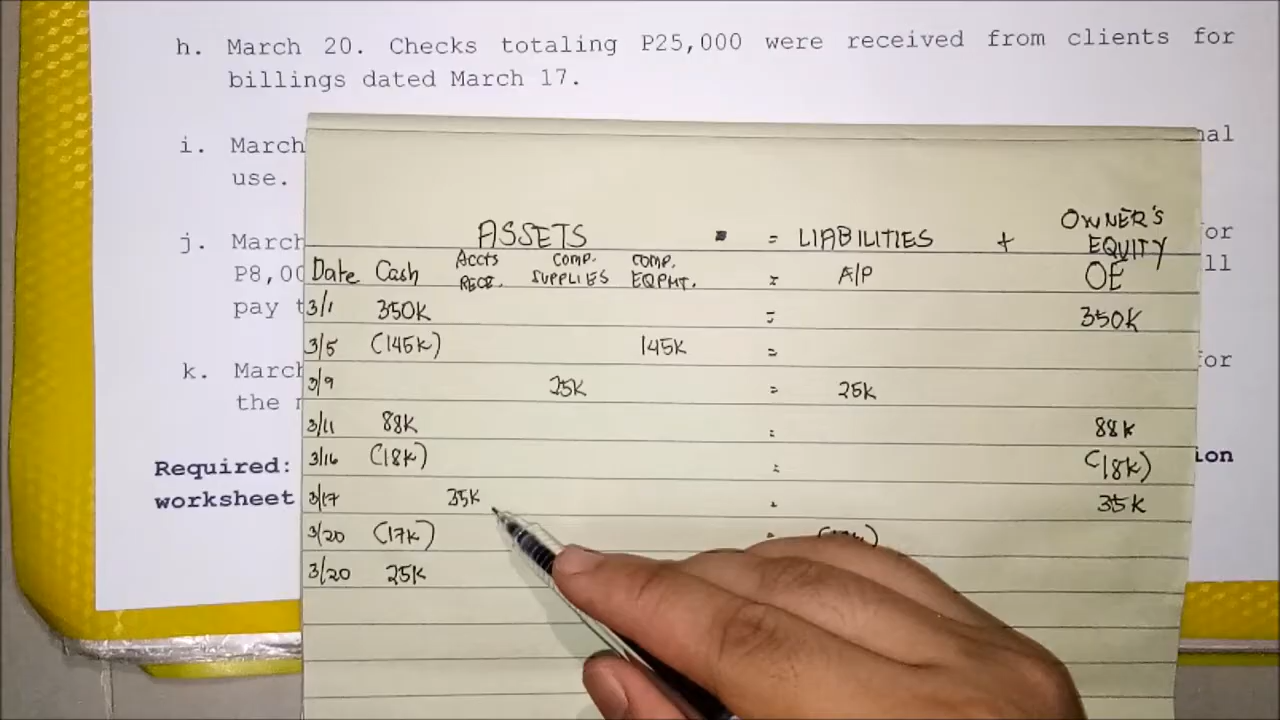 h. March 20. Checks totaling P25,000 were received from clients for
billings dated March 17.
i. March
use.
j. March
P8,00
pay t
k. March
the
Required:
worksheet
ASSETS = LIABILITIES + OWNER'S EQUITY
Date Cash Accts RECB. COMP. SUPPLIES COMP. EQPMT. = A/P OE
3/1 350K = 350K
3/5 (145K) 145K =
3/9 25K = 25K
3/11 88K = 88K
3/16 (18K) = (18K)
3/17 35K = 35K
3/20 (17K) =
3/20 25K